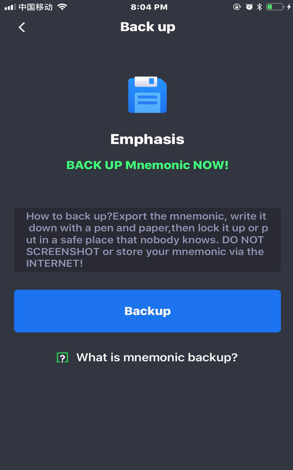 中国移动 8:04 PM
Back up
Emphasis
BACK UP Mnemonic NOW!
How to back up?Export the mnemonic, write it
down with a pen and paper,then lock it up or p
ut in a safe place that nobody knows. DO NOT
SCREENSHOT or store your mnemonic via the
INTERNET!
Backup
? What is mnemonic backup?